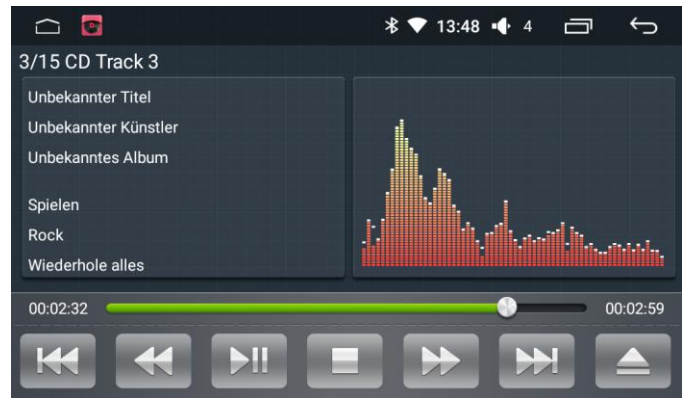 13:48 4
3/15 CD Track 3
Unbekannter Titel
Unbekannter Künstler
Unbekanntes Album
Spielen
Rock
Wiederhole alles
00:02:32 00:02:59